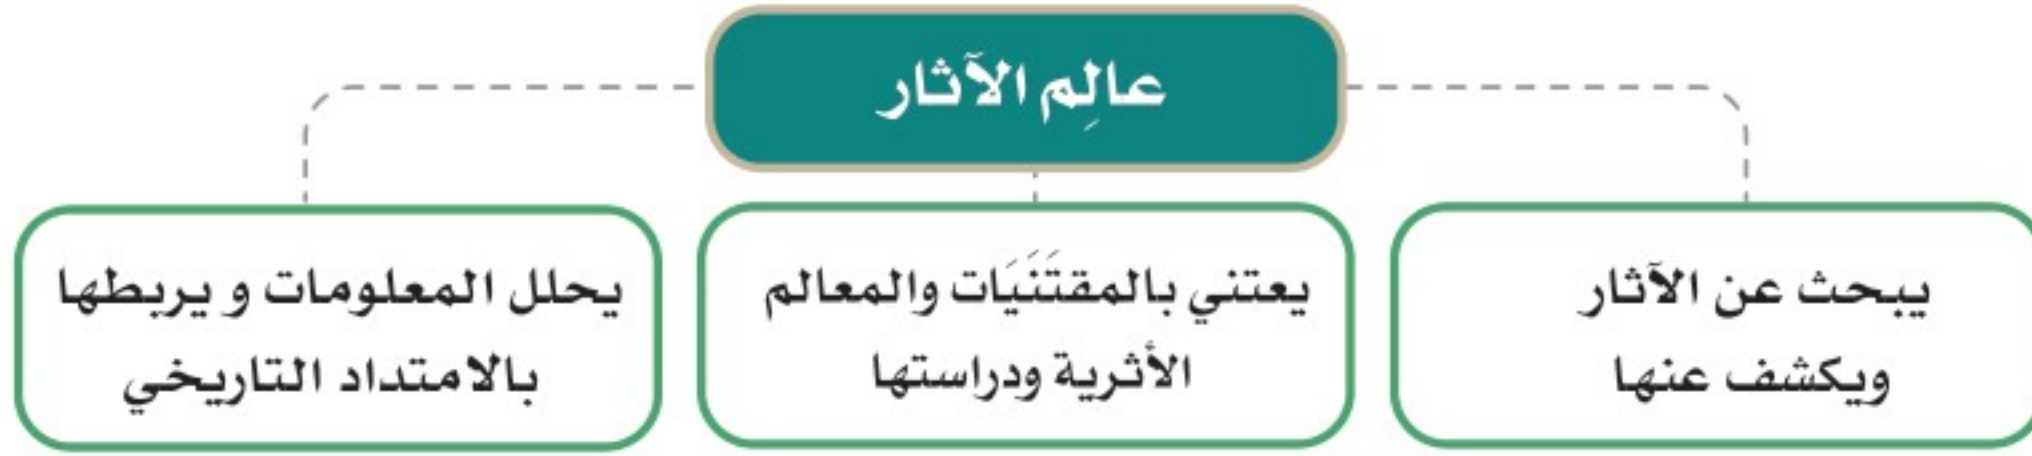 عالِم الآثار
يبحث عن الآثار
ويكشف عنها
يعتني بالمقتَنَيَات والمعالم
الأثرية ودراستها
يحلل المعلومات و يربطها
بالامتداد التاريخي